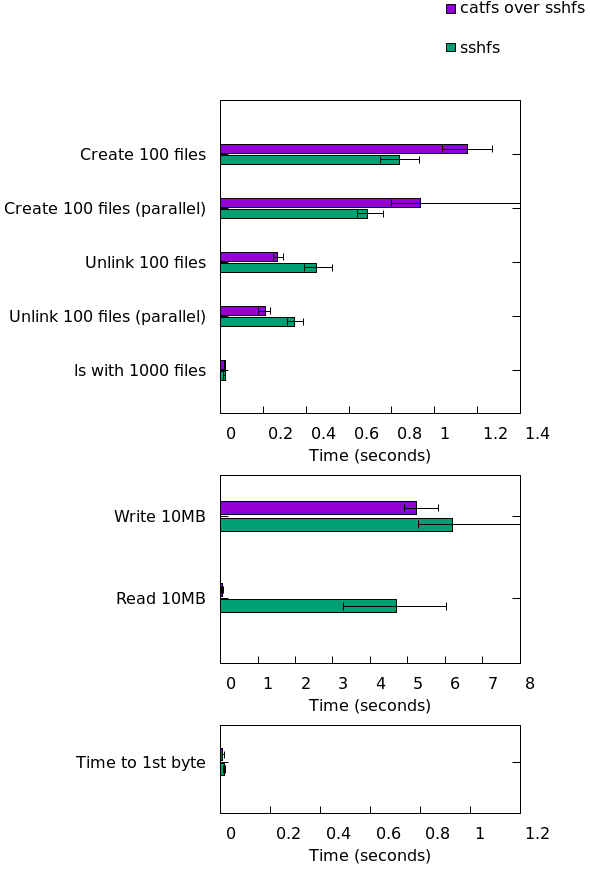 catfs over sshfs
sshfs
Create 100 files
Create 100 files (parallel)
Unlink 100 files
Unlink 100 files (parallel)
ls with 1000 files
0 0.2 0.4 0.6 0.8 1 1.2 1.4
Time (seconds)
Write 10MB
Read 10MB
0 1 2 3 4 5 6 7 8
Time (seconds)
Time to 1st byte
0 0.2 0.4 0.6 0.8 1 1.2
Time (seconds)